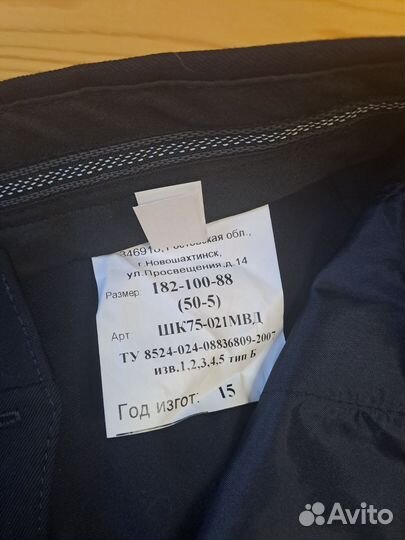 346918, Ростовская обл.,
г.Новошахтинск,
ул.Просвещения,д.14
Размер: 182-100-88
(50-5)
Арт ШК75-021МВД
ТУ 8524-024-08836809-2007
изв.1,2,3,4,5 тип Б
Год изгот: 15
Avito